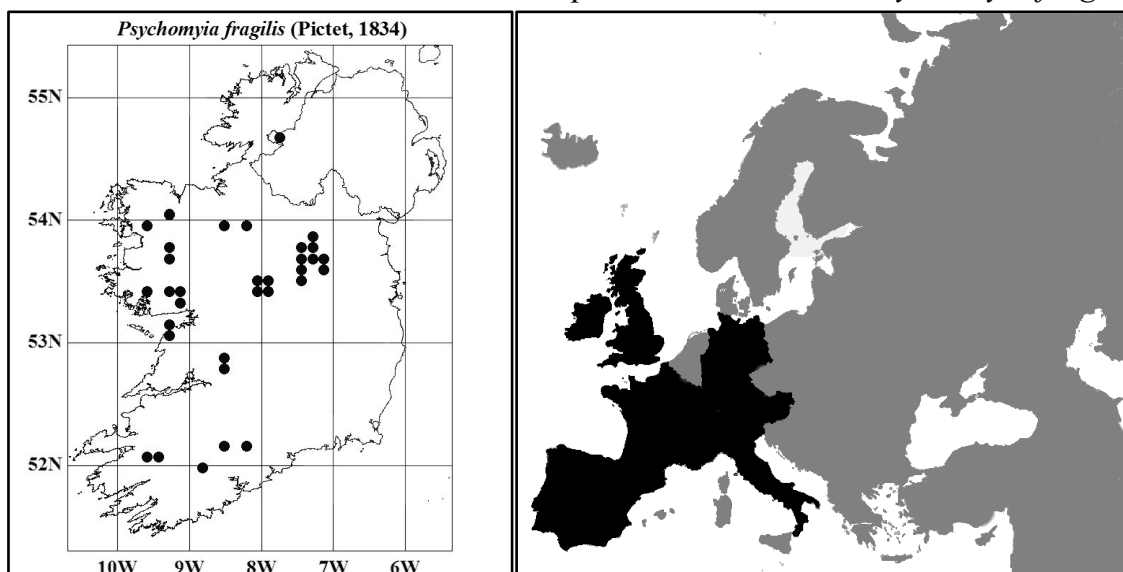 Psychomyia fragilis (Pictet, 1834)
55N
54N
53N
52N
10W 9W 8W 7W 6W